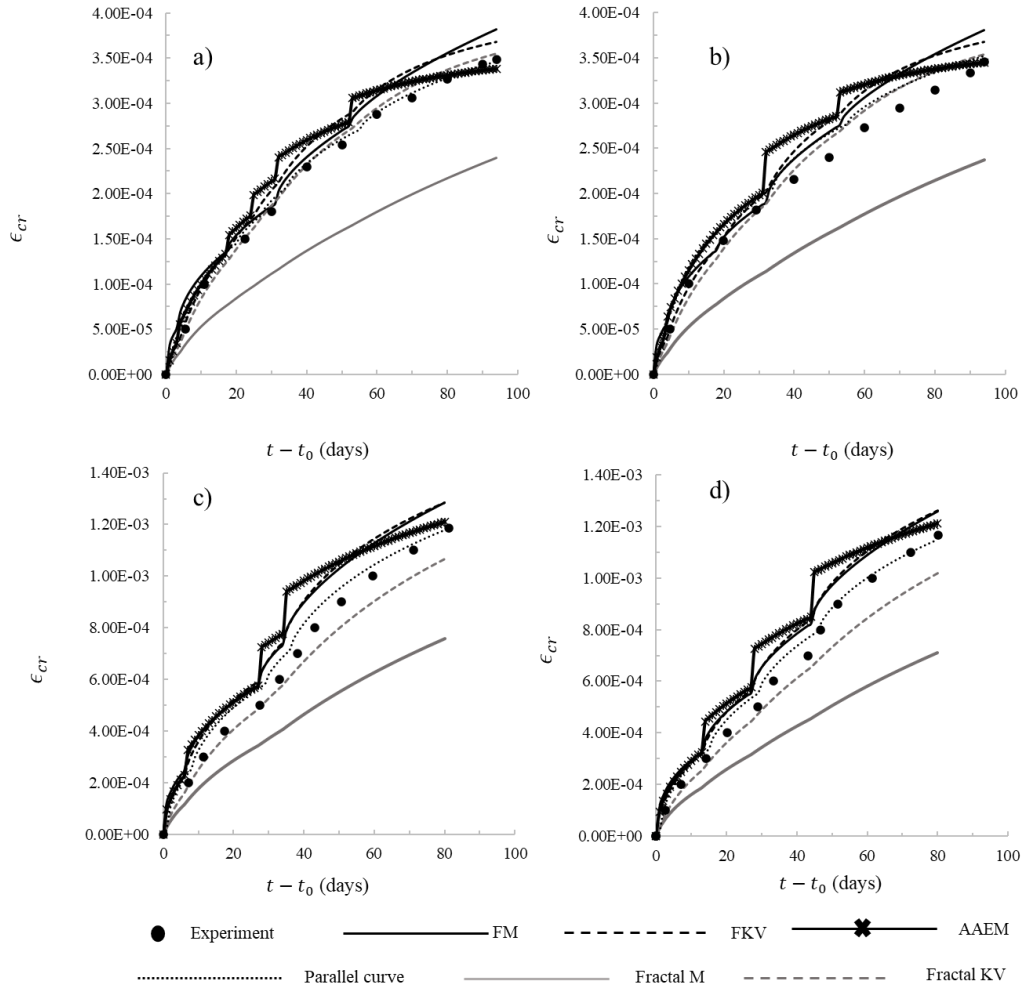 a)
4.00E-04
3.50E-04
3.00E-04
2.50E-04
2.00E-04
1.50E-04
1.00E-04
5.00E-05
0.00E+00
ϵcr
0 20 40 60 80 100
t − t0 (days)
b)
4.00E-04
3.50E-04
3.00E-04
2.50E-04
2.00E-04
1.50E-04
1.00E-04
5.00E-05
0.00E+00
ϵcr
0 20 40 60 80 100
t − t0 (days)
c)
1.40E-03
1.20E-03
1.00E-03
8.00E-04
6.00E-04
4.00E-04
2.00E-04
0.00E+00
ϵcr
0 20 40 60 80 100
t − t0 (days)
d)
1.40E-03
1.20E-03
1.00E-03
8.00E-04
6.00E-04
4.00E-04
2.00E-04
0.00E+00
ϵcr
0 20 40 60 80 100
t − t0 (days)
Experiment FM FKV AAEM
Parallel curve Fractal M Fractal KV